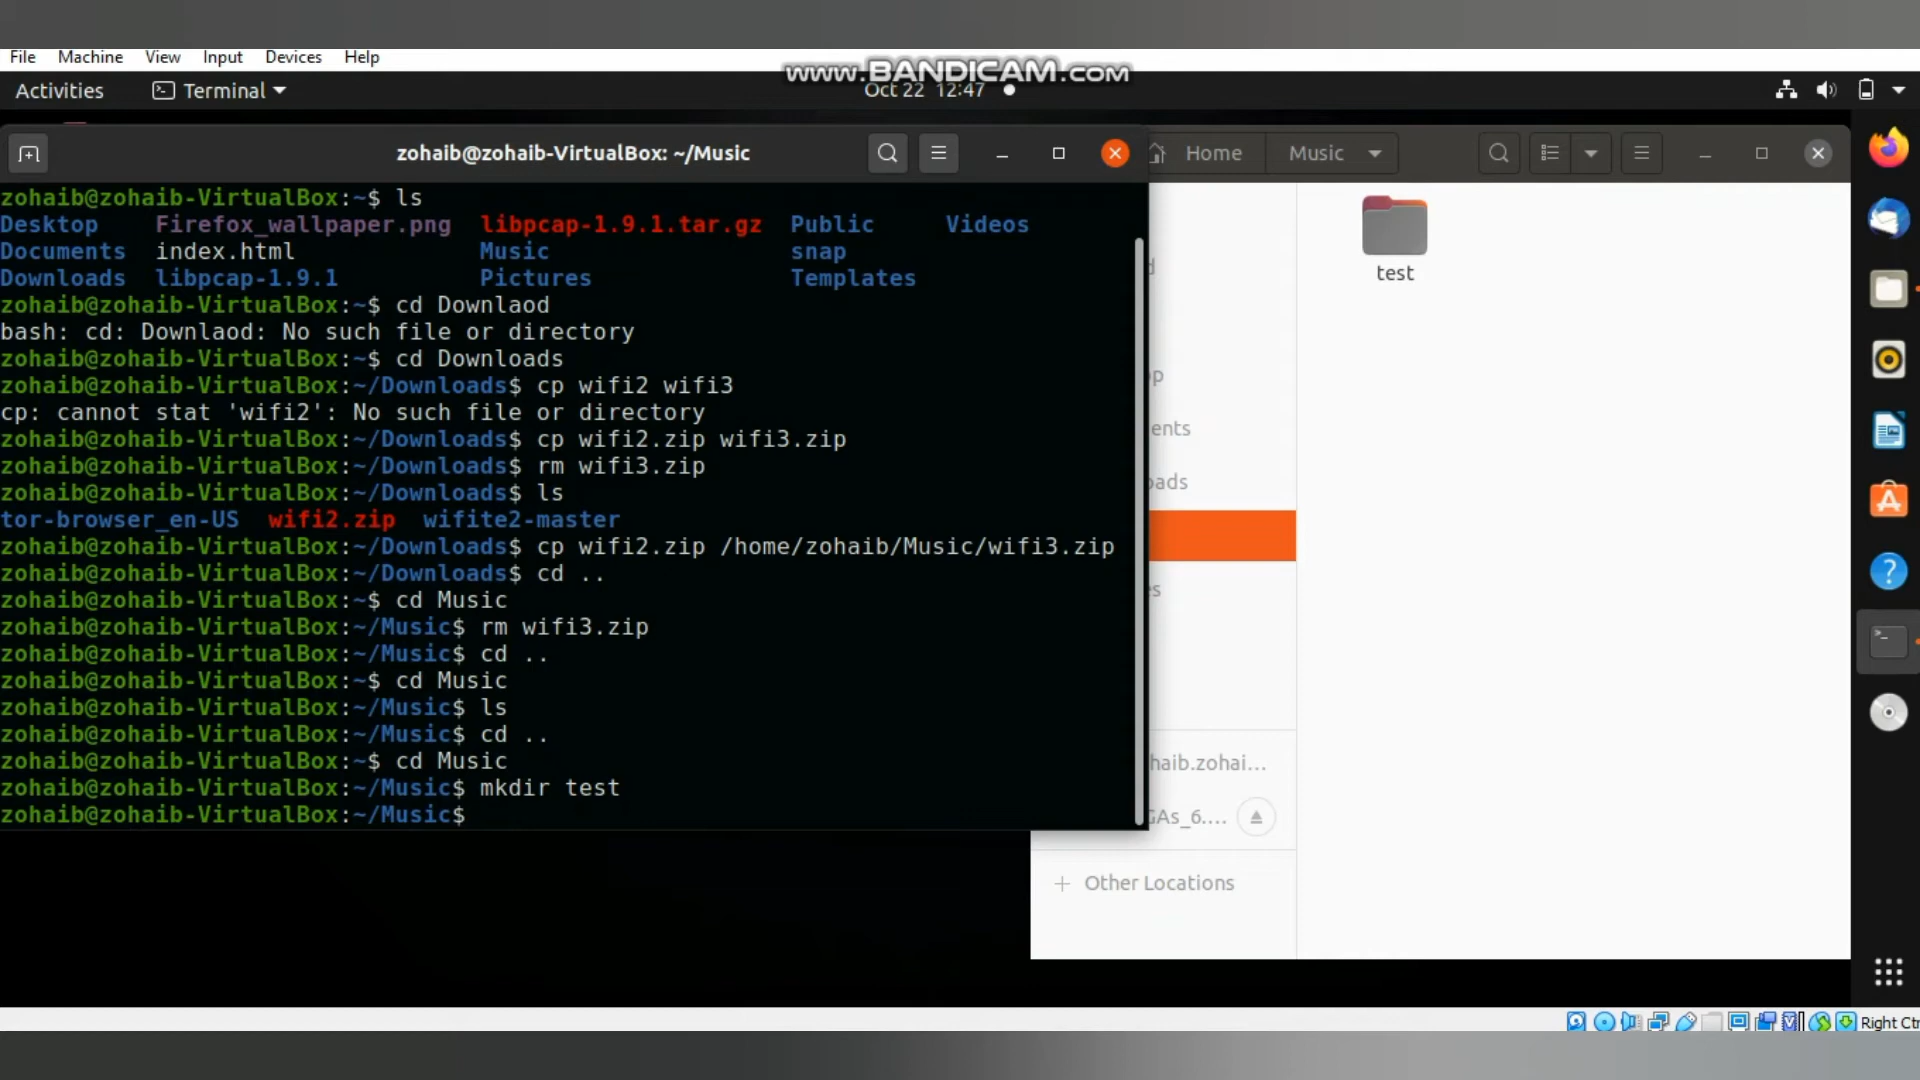 File Machine View Input Devices Help
www.BANDICAM.com
Activities Terminal Oct 22 12:47
zohaib@zohaib-VirtualBox: ~/Music
Home Music
zohaib@zohaib-VirtualBox:~$ ls
Desktop Firefox_wallpaper.png libpcap-1.9.1.tar.gz Public Videos
Documents index.html Music snap
Downloads libpcap-1.9.1 Pictures Templates
zohaib@zohaib-VirtualBox:~$ cd Downlaod
bash: cd: Downlaod: No such file or directory
zohaib@zohaib-VirtualBox:~$ cd Downloads
zohaib@zohaib-VirtualBox:~/Downloads$ cp wifi2 wifi3
cp: cannot stat 'wifi2': No such file or directory
zohaib@zohaib-VirtualBox:~/Downloads$ cp wifi2.zip wifi3.zip
zohaib@zohaib-VirtualBox:~/Downloads$ rm wifi3.zip
zohaib@zohaib-VirtualBox:~/Downloads$ ls
tor-browser_en-US wifi2.zip wifite2-master
zohaib@zohaib-VirtualBox:~/Downloads$ cp wifi2.zip /home/zohaib/Music/wifi3.zip
zohaib@zohaib-VirtualBox:~/Downloads$ cd ..
zohaib@zohaib-VirtualBox:~$ cd Music
zohaib@zohaib-VirtualBox:~/Music$ rm wifi3.zip
zohaib@zohaib-VirtualBox:~/Music$ cd ..
zohaib@zohaib-VirtualBox:~$ cd Music
zohaib@zohaib-VirtualBox:~/Music$ ls
zohaib@zohaib-VirtualBox:~/Music$ cd ..
zohaib@zohaib-VirtualBox:~$ cd Music
zohaib@zohaib-VirtualBox:~/Music$ mkdir test
zohaib@zohaib-VirtualBox:~/Music$
test
d
p
ents
oads
es
haib.zohai...
GAs_6....
Other Locations
Right Ctr